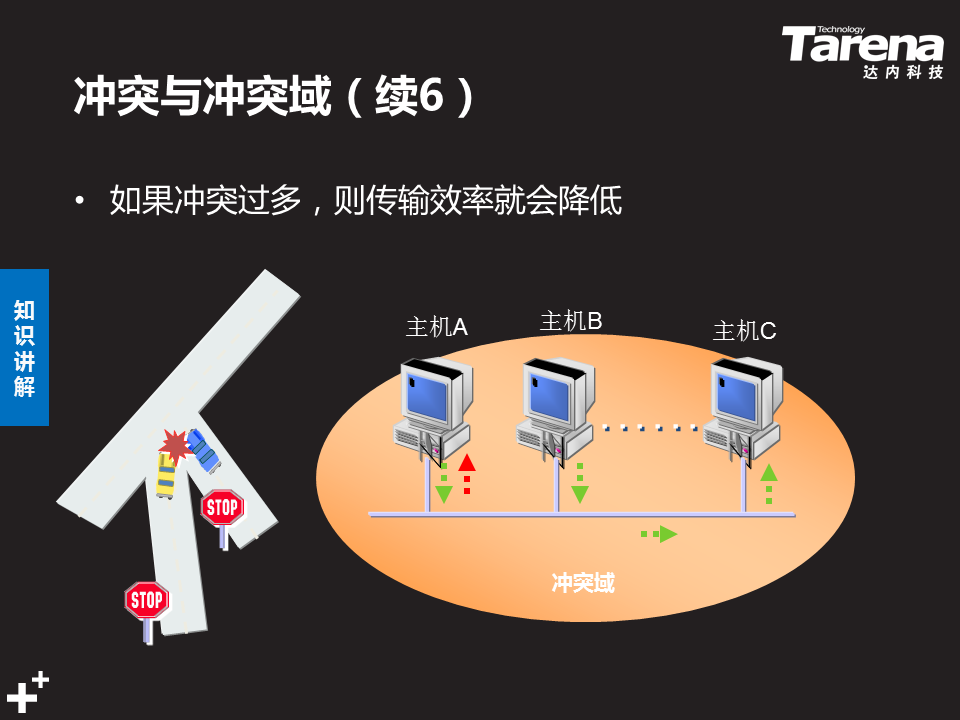 Technology
Tarena
达内科技
冲突与冲突域（续6）
• 如果冲突过多，则传输效率就会降低
知识讲解
主机A
主机B
主机C
STOP
STOP
冲突域